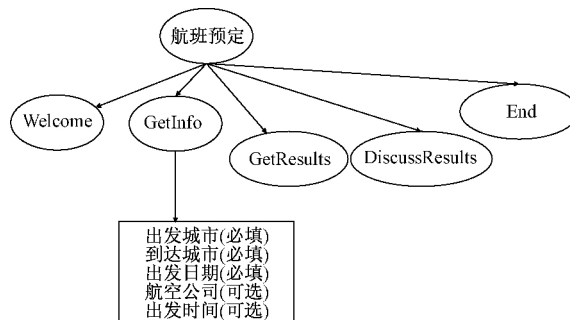 航班预定
Welcome
GetInfo
End
GetResults
DiscussResults
出发城市(必填)
到达城市(必填)
出发日期(必填)
航空公司(可选)
出发时间(可选)